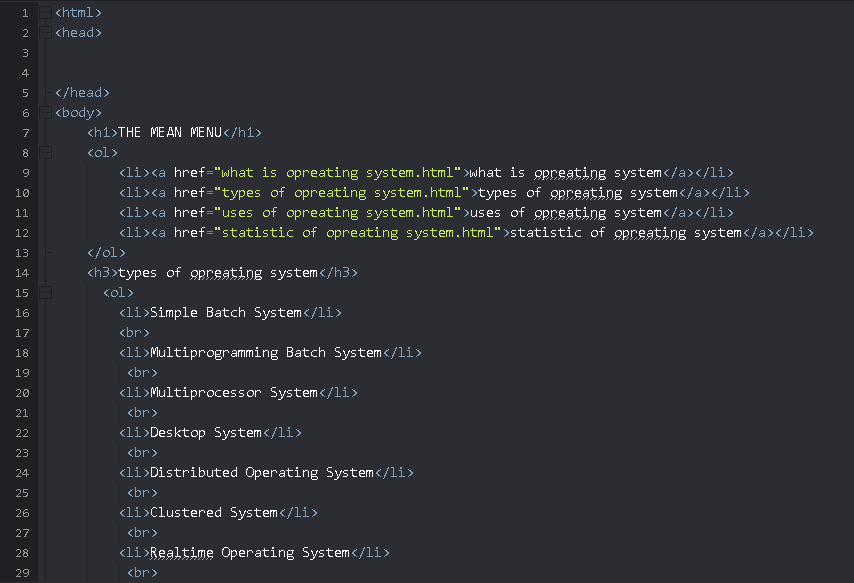 1 <html>
2 <head>
3
4
5 </head>
6 <body>
7 <h1>THE MEAN MENU</h1>
8 <ol>
9 <li><a href="what is opreating system.html">what is opreating system</a></li>
10 <li><a href="types of opreating system.html">types of opreating system</a></li>
11 <li><a href="uses of opreating system.html">uses of opreating system</a></li>
12 <li><a href="statistic of opreating system.html">statistic of opreating system</a></li>
13 </ol>
14 <h3>types of opreating system</h3>
15 <ol>
16 <li>Simple Batch System</li>
17 <br>
18 <li>Multiprogramming Batch System</li>
19 <br>
20 <li>Multiprocessor System</li>
21 <br>
22 <li>Desktop System</li>
23 <br>
24 <li>Distributed Operating System</li>
25 <br>
26 <li>Clustered System</li>
27 <br>
28 <li>Realtime Operating System</li>
29 <br>